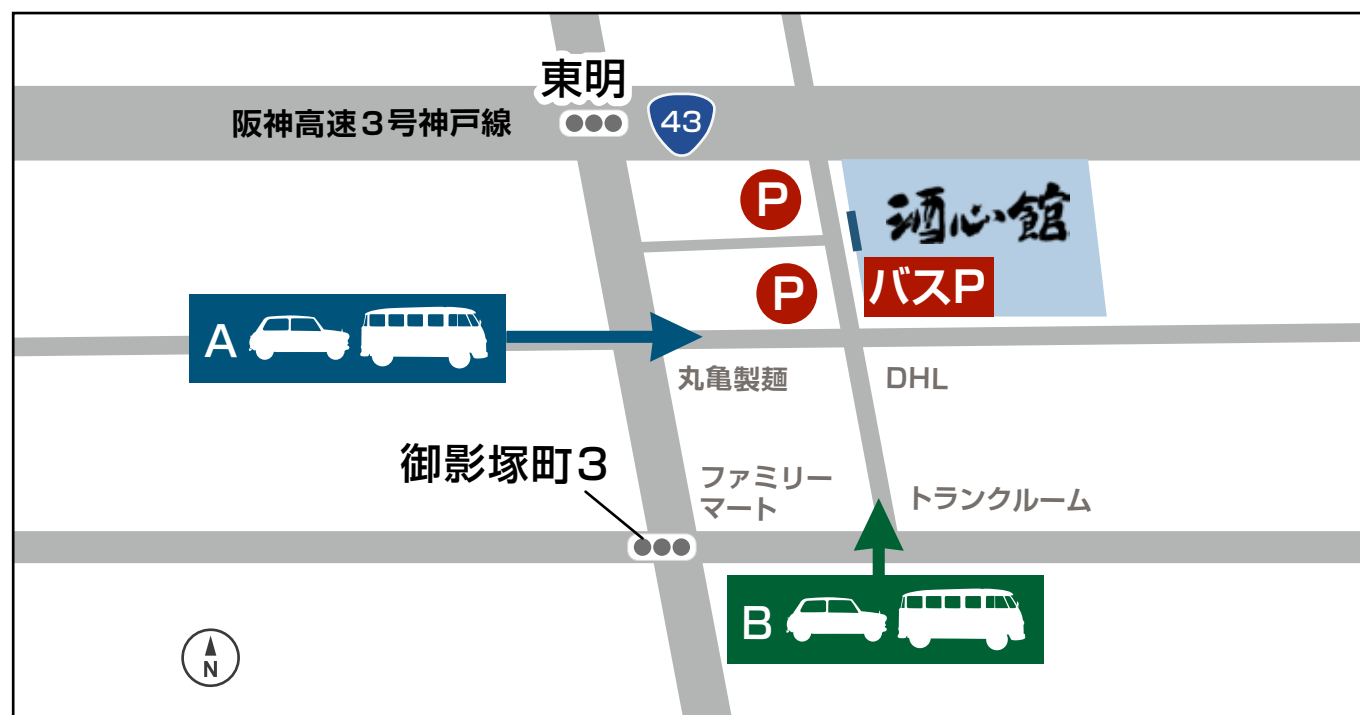 東明
阪神高速3号神戸線
43
P
酒心館
P
バスP
A
丸亀製麺
DHL
御影塚町3
ファミリー
マート
トランクルーム
B
N